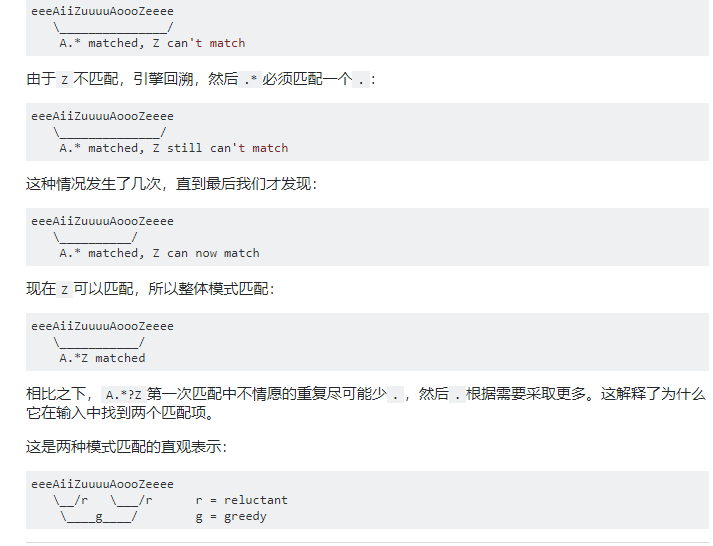 eeeAiiZuuuuAoooZeeee
   \_______________/
    A.* matched, Z can't match
由于 Z 不匹配，引擎回溯，然后 .* 必须匹配一个 . ：
eeeAiiZuuuuAoooZeeee
   \______________/
    A.* matched, Z still can't match
这种情况发生了几次，直到最后我们才发现：
eeeAiiZuuuuAoooZeeee
   \__________/
    A.* matched, Z can now match
现在 Z 可以匹配，所以整体模式匹配：
eeeAiiZuuuuAoooZeeee
   \___________/
    A.*Z matched
相比之下， A.*?Z 第一次匹配中不情愿的重复尽可能少 . ，然后 . 根据需要采取更多。这解释了为什么
它在输入中找到两个匹配项。
这是两种模式匹配的直观表示：
eeeAiiZuuuuAoooZeeee
   \__/r   \___/r      r = reluctant
    \____g____/        g = greedy